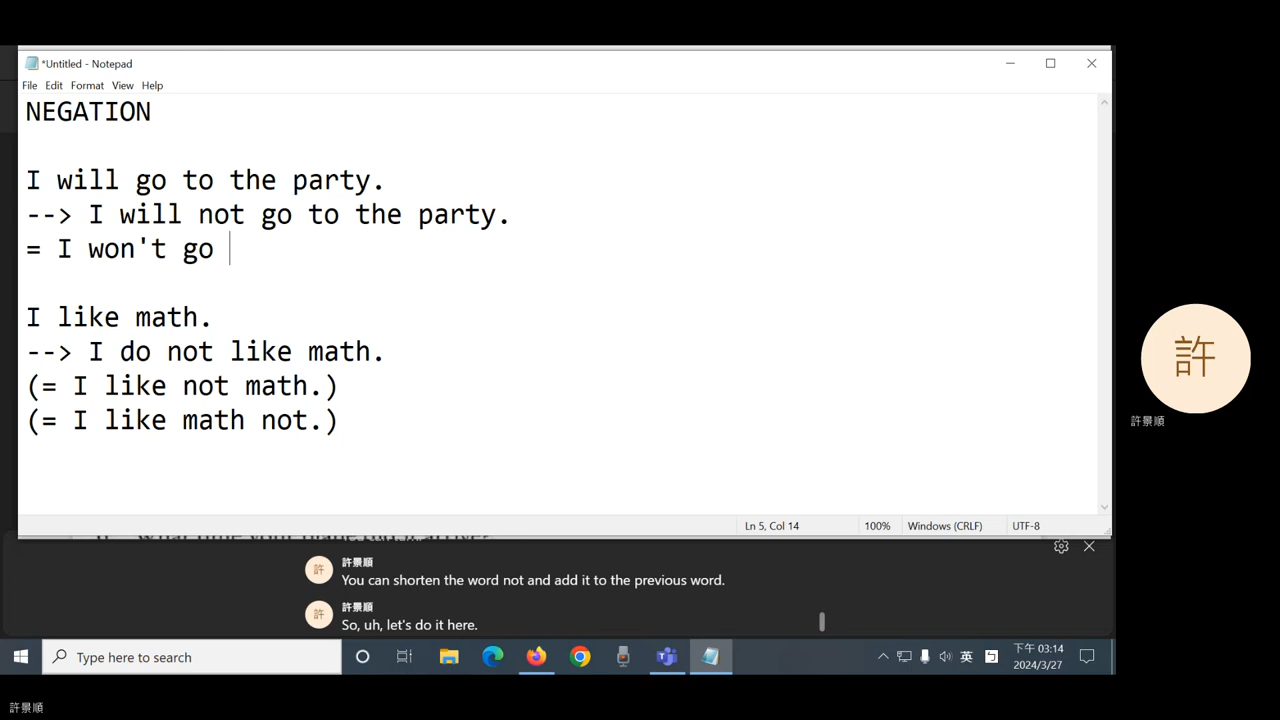 *Untitled - Notepad
File Edit Format View Help
NEGATION
I will go to the party.
--> I will not go to the party.
= I won't go
I like math.
--> I do not like math.
(= I like not math.)
(= I like math not.)
Ln 5, Col 14 100% Windows (CRLF) UTF-8
許
許景順
許 許景順
You can shorten the word not and add it to the previous word.
許 許景順
So, uh, let's do it here.
Type here to search
英
下午 03:14
2024/3/27
許景順